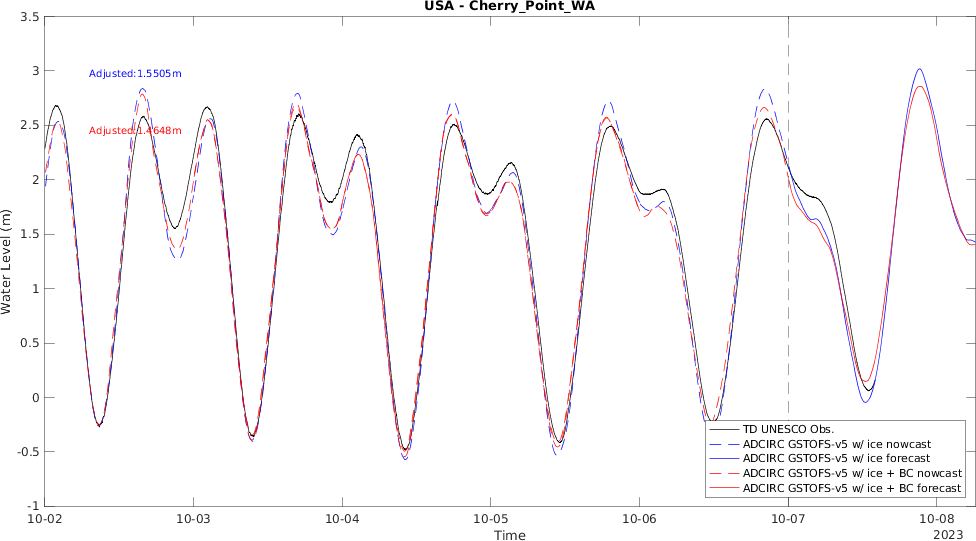 USA - Cherry_Point_WA
3.5
3
2.5
2
1.5
1
0.5
0
-0.5
-1
Water Level (m)
Adjusted:1.5505m
Adjusted:1.4648m
TD UNESCO Obs.
ADCIRC GSTOFS-v5 w/ ice nowcast
ADCIRC GSTOFS-v5 w/ ice forecast
ADCIRC GSTOFS-v5 w/ ice + BC nowcast
ADCIRC GSTOFS-v5 w/ ice + BC forecast
10-02 10-03 10-04 10-05 10-06 10-07 10-08
Time
2023